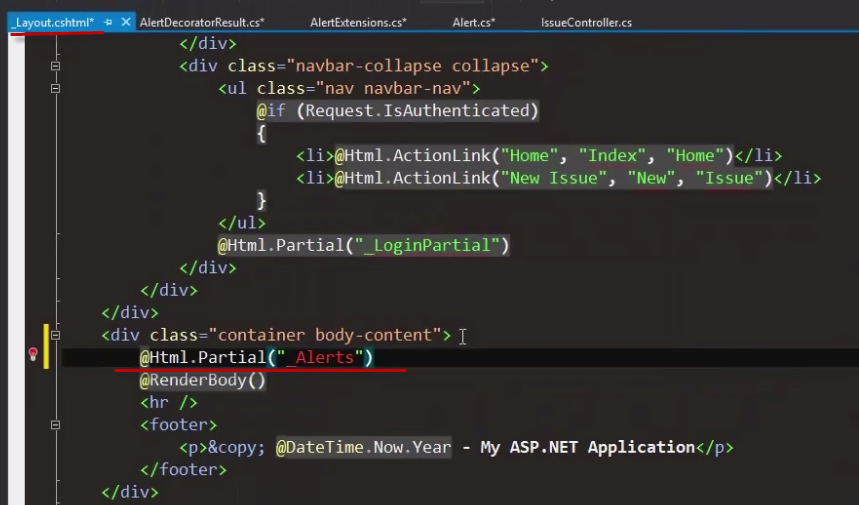 _Layout.cshtml* AlertDecoratorResult.cs* AlertExtensions.cs* Alert.cs* IssueController.cs
</div>
<div class="navbar-collapse collapse">
<ul class="nav navbar-nav">
@if (Request.IsAuthenticated)
{
<li>@Html.ActionLink("Home", "Index", "Home")</li>
<li>@Html.ActionLink("New Issue", "New", "Issue")</li>
}
</ul>
@Html.Partial("_LoginPartial")
</div>
</div>
</div>
<div class="container body-content">
@Html.Partial("_Alerts")
@RenderBody()
<hr />
<footer>
<p>&copy; @DateTime.Now.Year - My ASP.NET Application</p>
</footer>
</div>